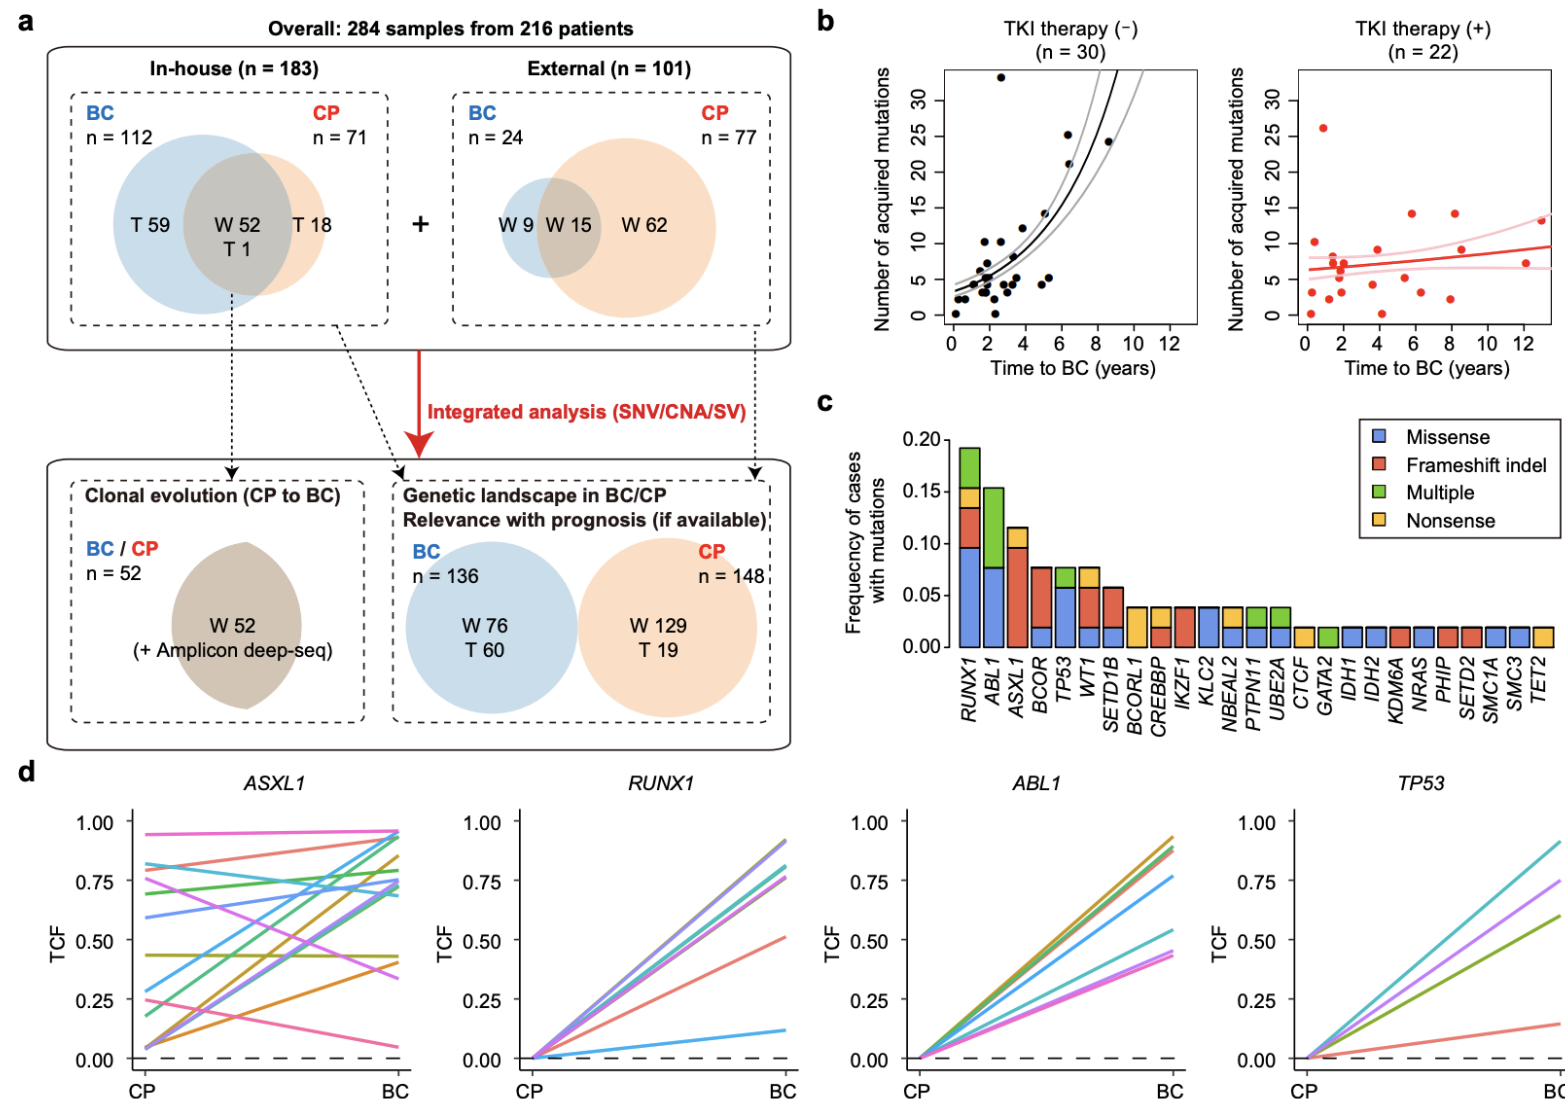 a
Overall: 284 samples from 216 patients
In-house (n = 183)
External (n = 101)
BC
n = 112
CP
n = 71
T 59
W 52
T 1
T 18
+
BC
n = 24
CP
n = 77
W 9
W 15
W 62
Integrated analysis (SNV/CNA/SV)
Clonal evolution (CP to BC)
BC / CP
n = 52
W 52
(+ Amplicon deep-seq)
Genetic landscape in BC/CP
Relevance with prognosis (if available)
BC
n = 136
W 76
T 60
CP
n = 148
W 129
T 19
b
TKI therapy (−)
(n = 30)
Number of acquired mutations
30
25
20
15
10
5
0
0 2 4 6 8 10 12
Time to BC (years)
TKI therapy (+)
(n = 22)
Number of acquired mutations
30
25
20
15
10
5
0
0 2 4 6 8 10 12
Time to BC (years)
c
Frequecncy of cases
with mutations
0.20
0.15
0.10
0.05
0.00
Missense
Frameshift indel
Multiple
Nonsense
RUNX1
ABL1
ASXL1
BCOR
TP53
WT1
SETD1B
BCORL1
CREBBP
IKZF1
KLC2
NBEAL2
PTPN11
UBE2A
CTCF
GATA2
IDH1
IDH2
KDM6A
NRAS
PHIP
SETD2
SMC1A
SMC3
TET2
d
ASXL1
TCF
1.00
0.75
0.50
0.25
0.00
CP BC
RUNX1
TCF
1.00
0.75
0.50
0.25
0.00
CP BC
ABL1
TCF
1.00
0.75
0.50
0.25
0.00
CP BC
TP53
TCF
1.00
0.75
0.50
0.25
0.00
CP BC